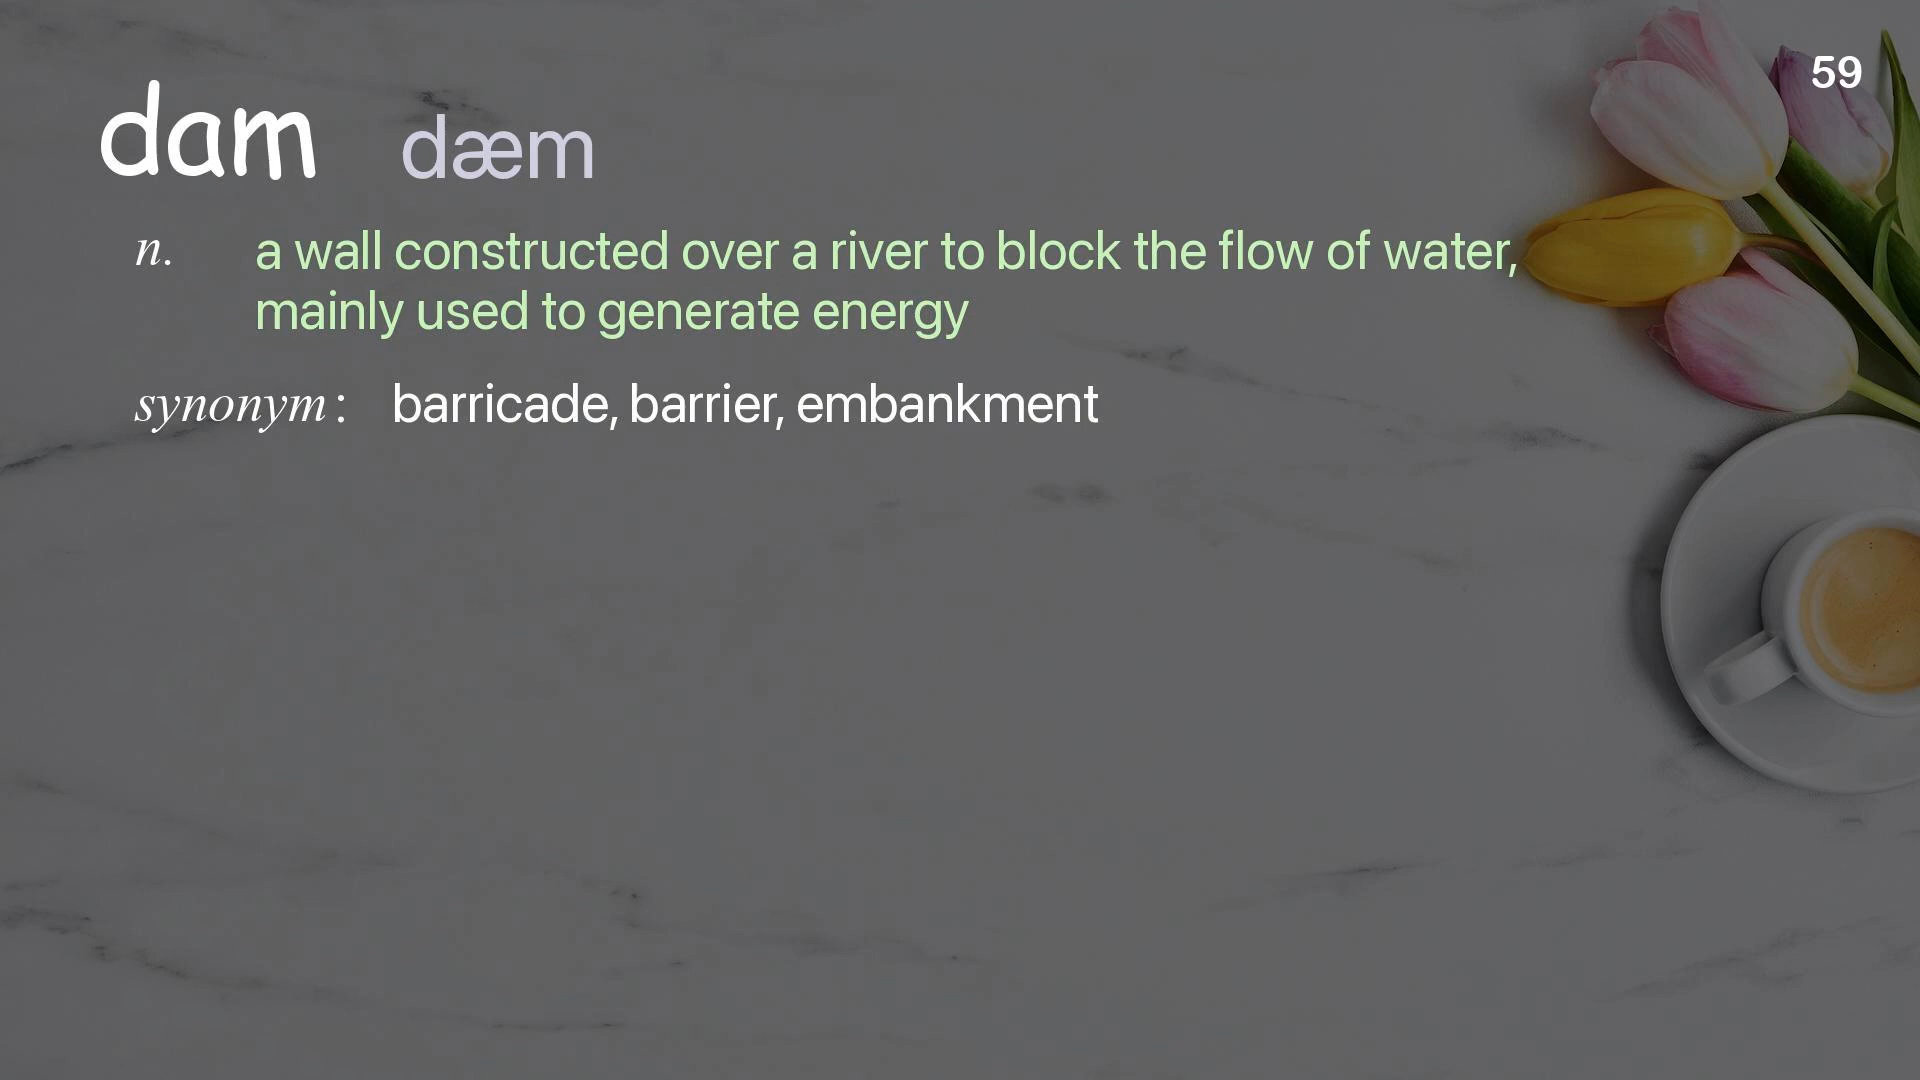 59
dam dæm
n. a wall constructed over a river to block the flow of water,
mainly used to generate energy
synonym: barricade, barrier, embankment